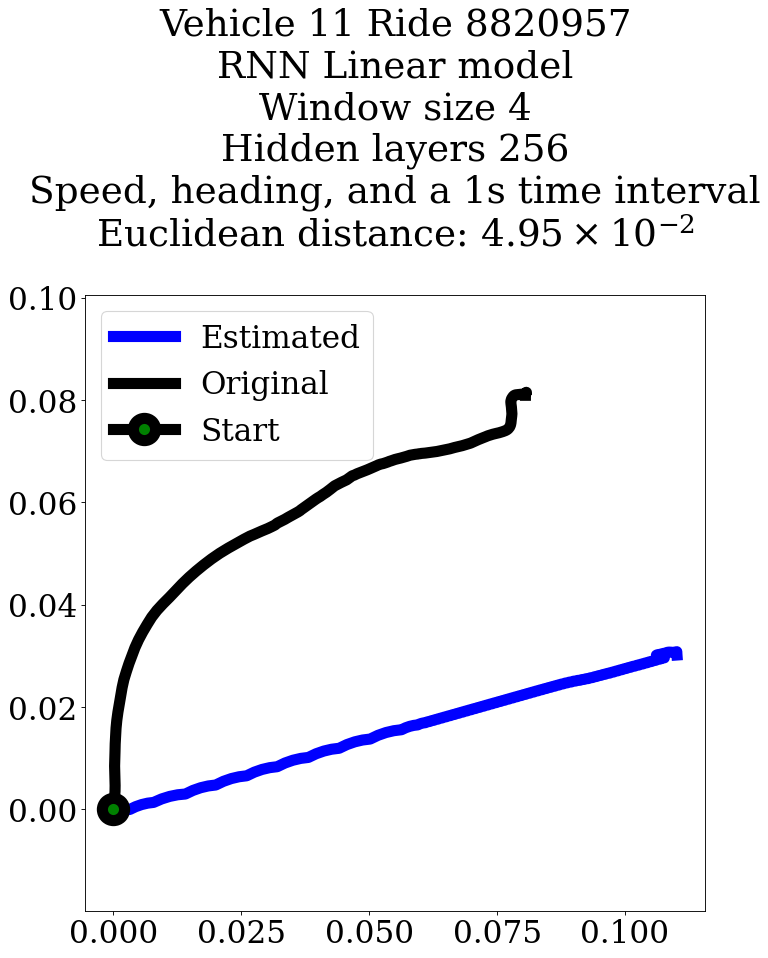 Vehicle 11 Ride 8820957
RNN Linear model
Window size 4
Hidden layers 256
Speed, heading, and a 1s time interval
Euclidean distance: 4.95 × 10⁻²
0.10
0.08
0.06
0.04
0.02
0.00
Estimated
Original
Start
0.000 0.025 0.050 0.075 0.100